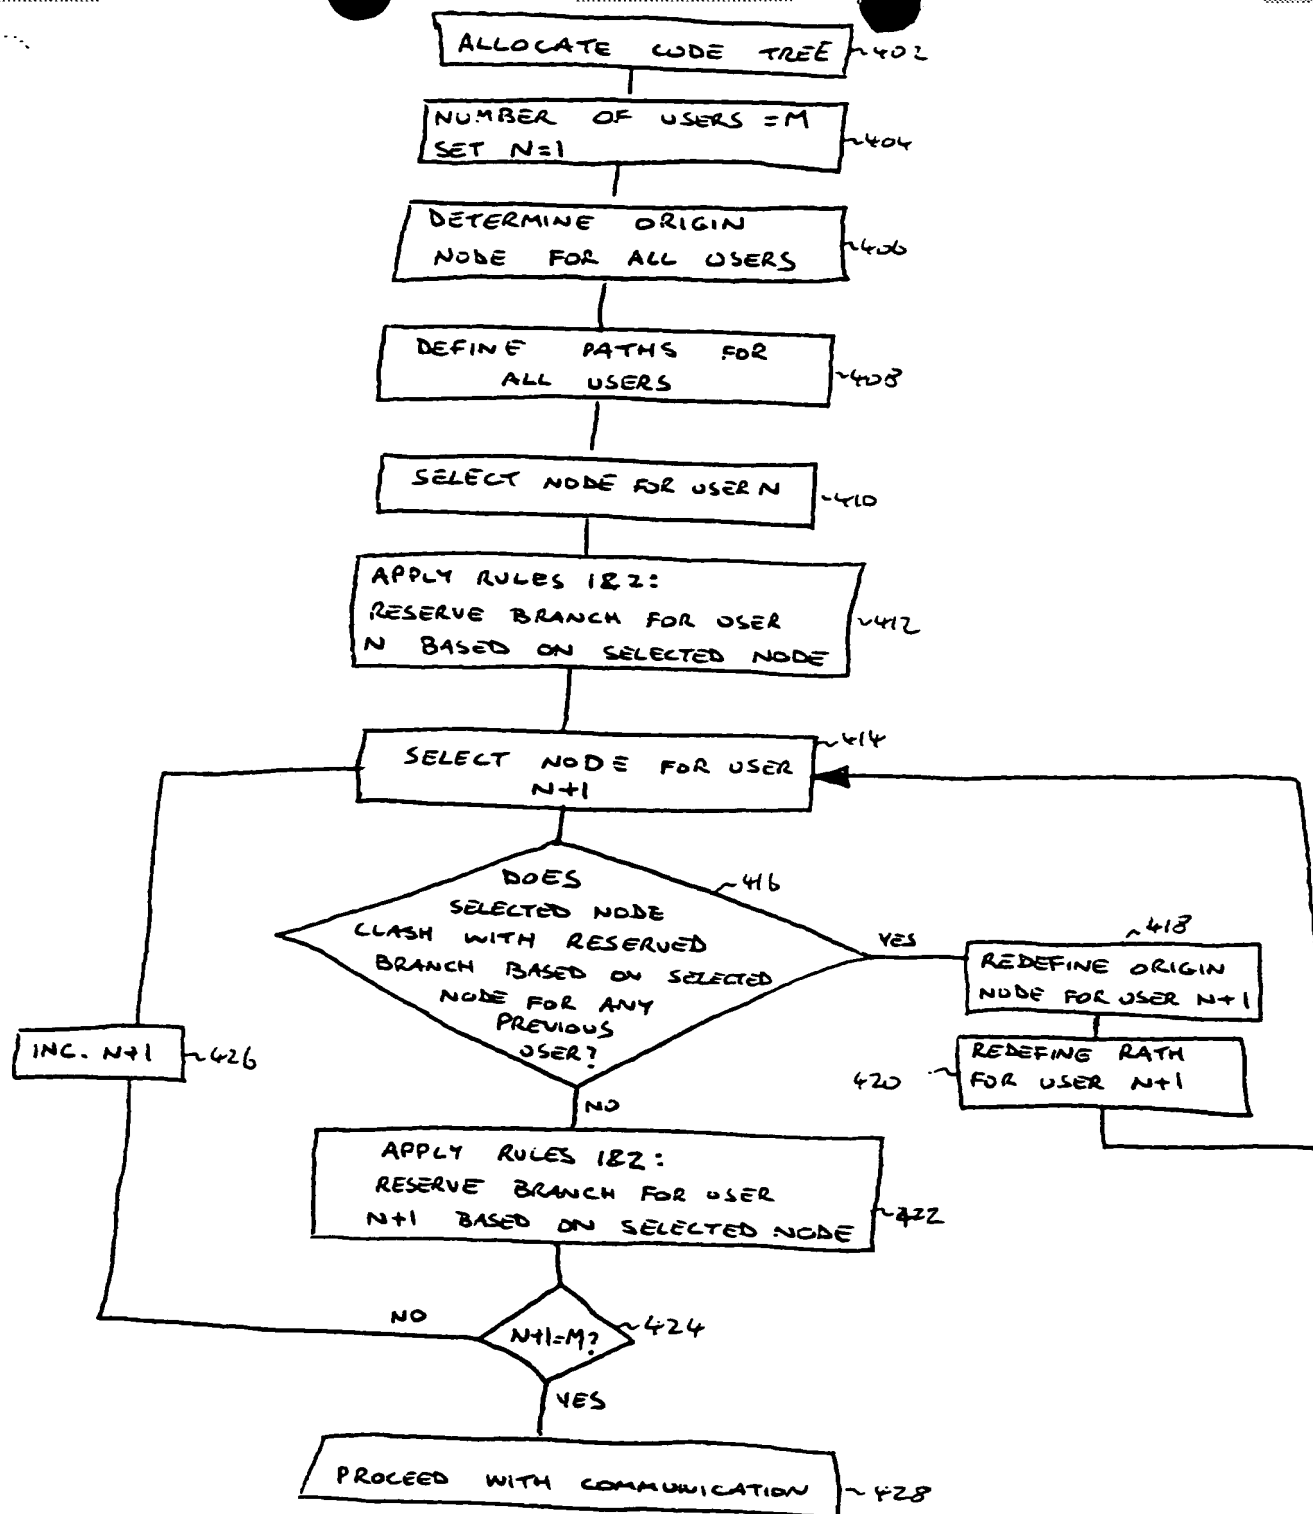 ALLOCATE CODE TREE
402
NUMBER OF USERS = M
SET N=1
404
DETERMINE ORIGIN
NODE FOR ALL USERS
406
DEFINE PATHS FOR
ALL USERS
408
SELECT NODE FOR USER N
410
APPLY RULES 1&2:
RESERVE BRANCH FOR USER
N BASED ON SELECTED NODE
412
SELECT NODE FOR USER
N+1
414
DOES
SELECTED NODE
CLASH WITH RESERVED
BRANCH BASED ON SELECTED
NODE FOR ANY
PREVIOUS
USER?
416
YES
REDEFINE ORIGIN
NODE FOR USER N+1
418
REDEFINE PATH
FOR USER N+1
420
INC. N+1
426
NO
APPLY RULES 1&2:
RESERVE BRANCH FOR USER
N+1 BASED ON SELECTED NODE
422
NO
N+1=M?
424
YES
PROCEED WITH COMMUNICATION
428